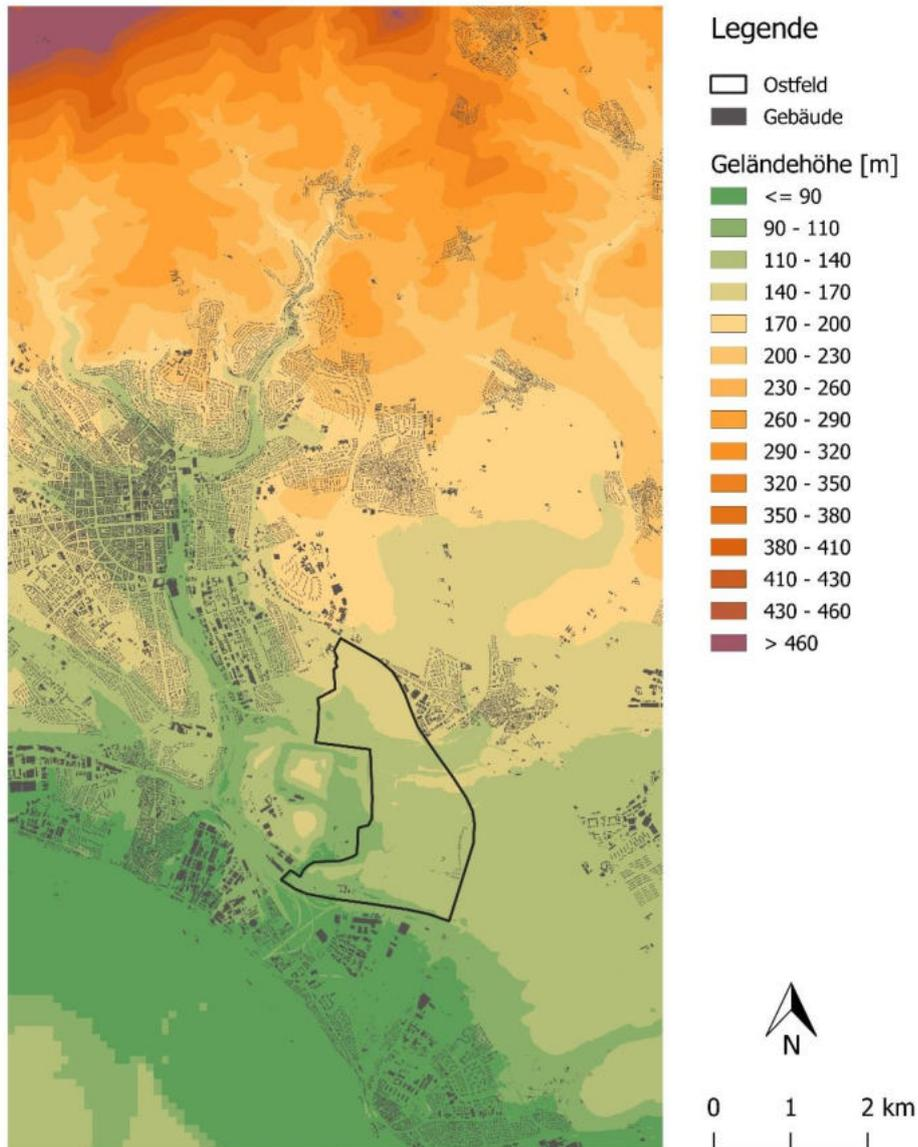 Legende
Ostfeld
Gebäude
Geländehöhe [m]
<= 90
90 - 110
110 - 140
140 - 170
170 - 200
200 - 230
230 - 260
260 - 290
290 - 320
320 - 350
350 - 380
380 - 410
410 - 430
430 - 460
> 460
N
0 1 2 km